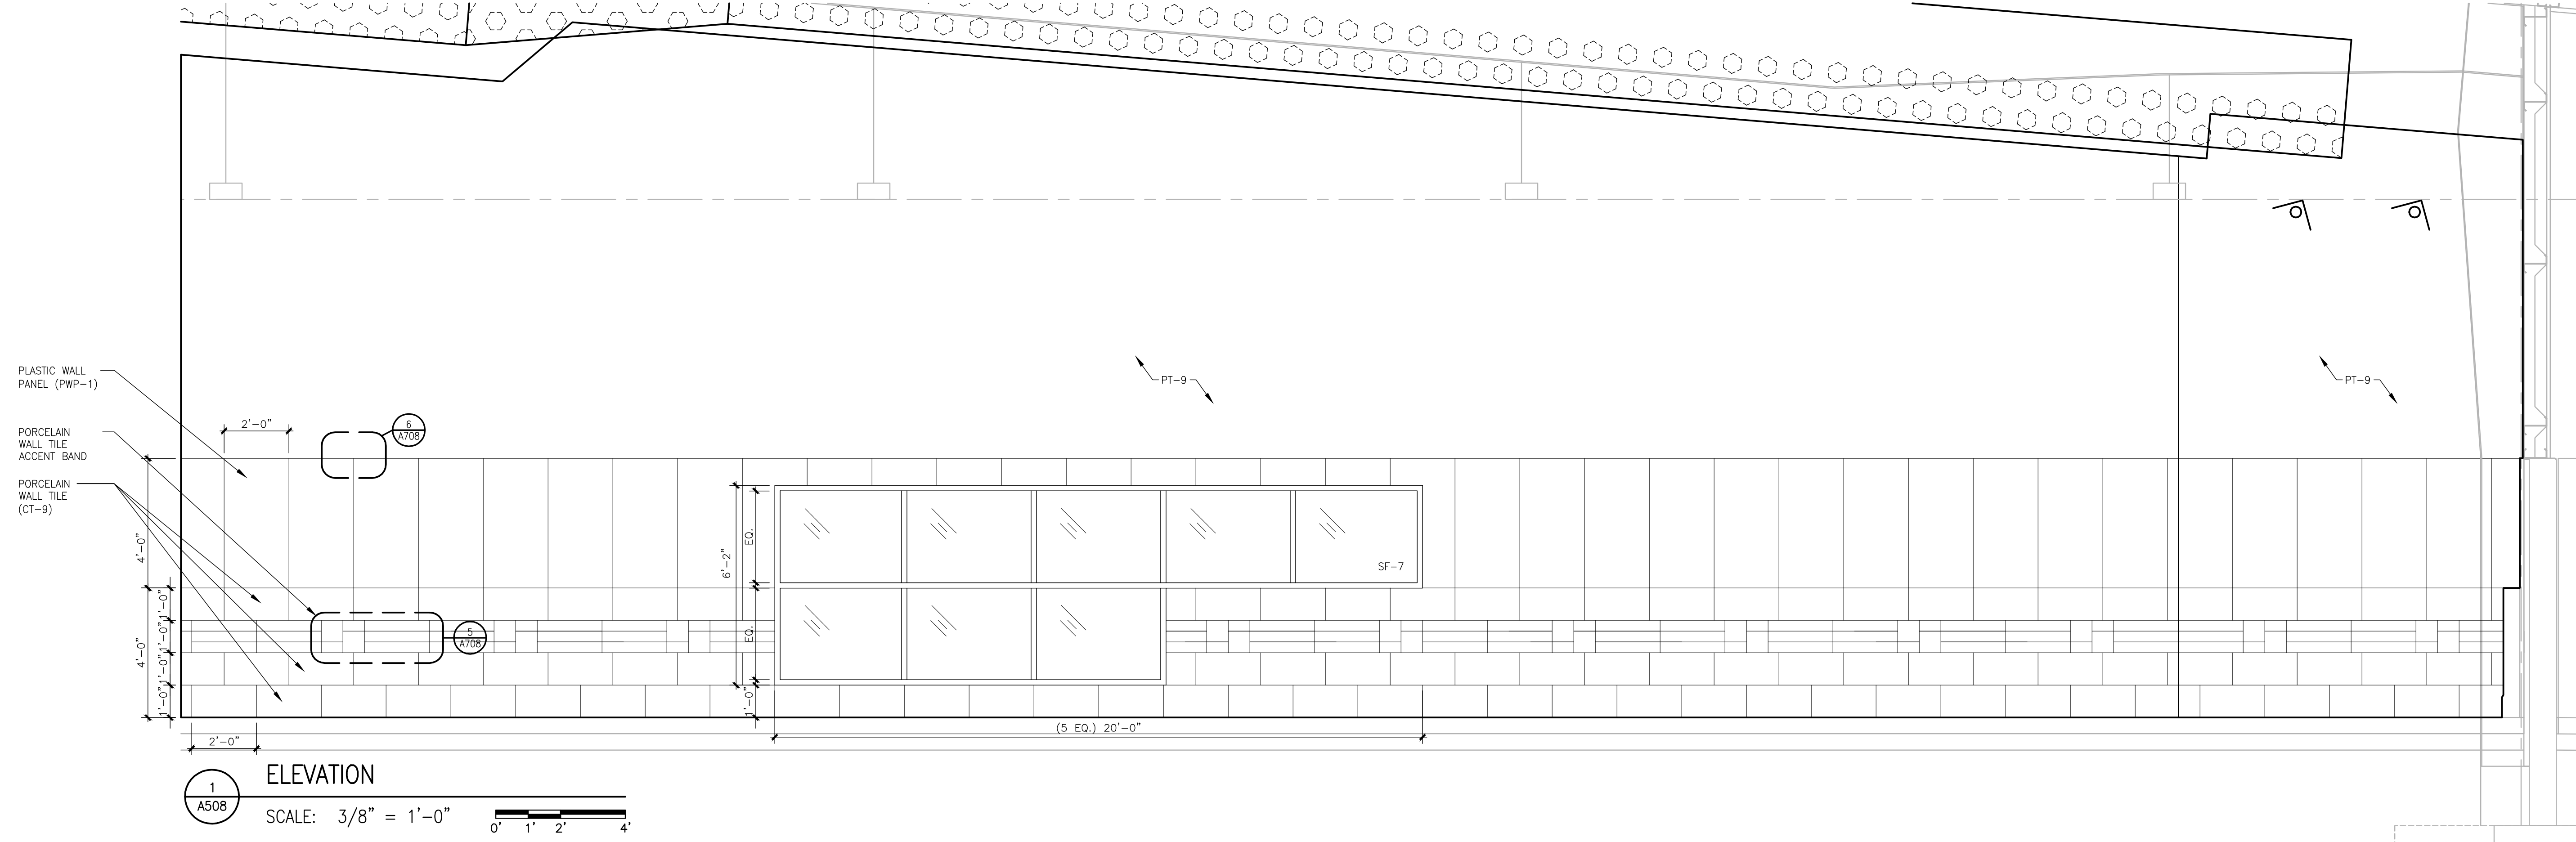 PLASTIC WALL
PANEL (PWP-1)
PORCELAIN
WALL TILE
ACCENT BAND
PORCELAIN
WALL TILE
(CT-9)
2'-0"
6
A708
5
A708
4'-0"
4'-0"
1'-0"
1'-0"
1'-0"
1'-0"
2'-0"
6'-2"
EQ.
EQ.
1'-0"
SF-7
(5 EQ.) 20'-0"
PT-9
PT-9
1
A508
ELEVATION
SCALE: 3/8" = 1'-0"
0' 1' 2' 4'